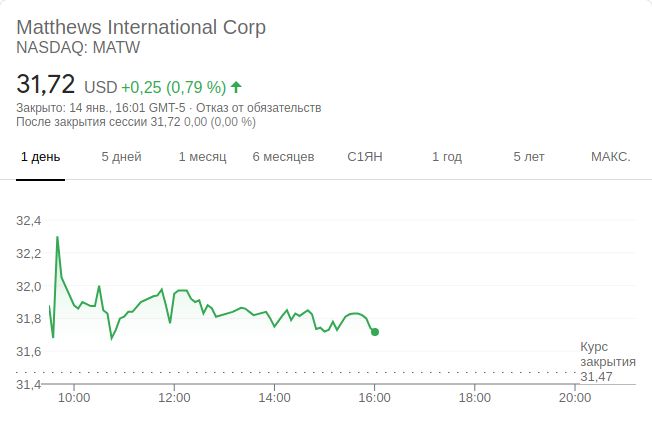 Matthews International Corp
NASDAQ: MATW
31,72 USD +0,25 (0,79 %)
Закрыто: 14 янв., 16:01 GMT-5 · Отказ от обязательств
После закрытия сессии 31,72 0,00 (0,00 %)
1 день 5 дней 1 месяц 6 месяцев С1ЯН 1 год 5 лет МАКС.
32,4
32,2
32,0
31,8
31,6
Курс
закрытия
31,47
31,4
10:00 12:00 14:00 16:00 18:00 20:00